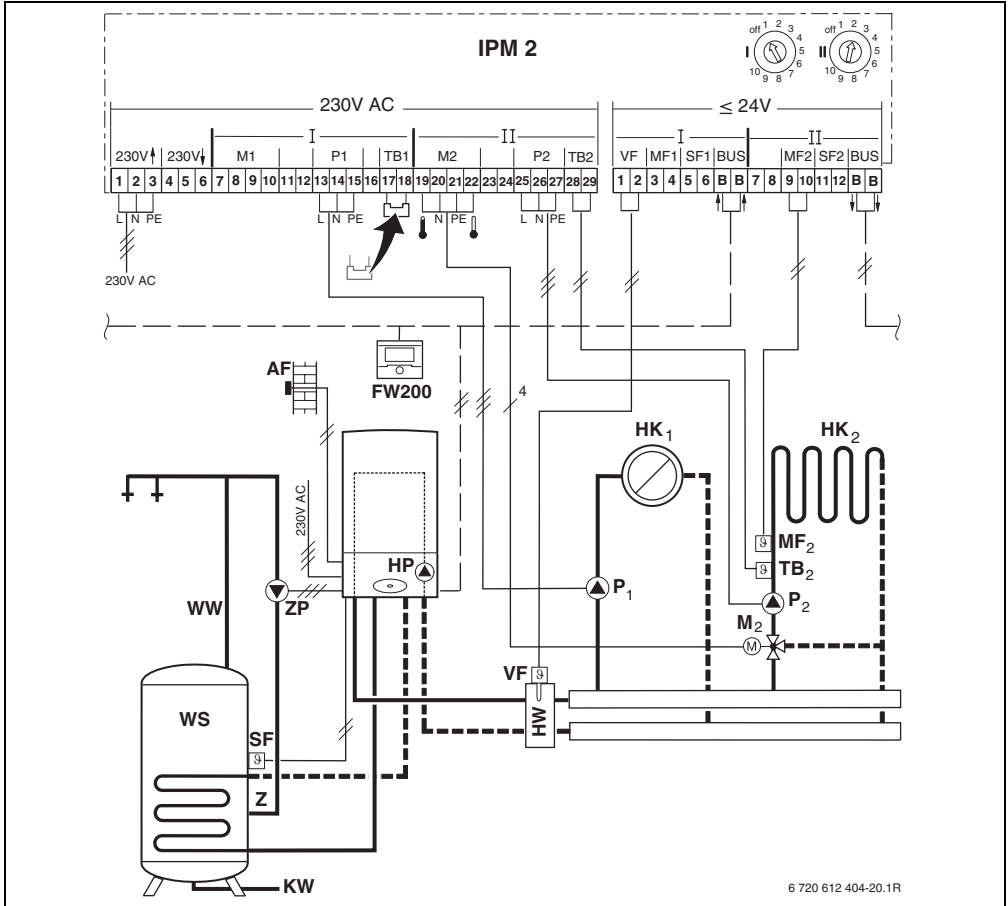 IPM 2
off 1 2 3 4 5 6 7 8 9 10
I
off 1 2 3 4 5 6 7 8 9 10
II
230V AC
≤ 24V
I
II
I
II
230V 230V M1 P1 TB1 M2 P2 TB2
VF MF1 SF1 BUS MF2 SF2 BUS
1 2 3 4 5 6 7 8 9 10 11 12 13 14 15 16 17 18 19 20 21 22 23 24 25 26 27 28 29
1 2 3 4 5 6 B B 7 8 9 10 11 12 B B
L N PE
L N PE
N PE
L N PE
230V AC
FW200
AF
4
HK1
HK2
230V AC
HP
MF2
TB2
P1
P2
M2
M
WW
ZP
VF
ϑ
ϑ
ϑ
HW
WS
SF
ϑ
Z
KW
6 720 612 404-20.1R